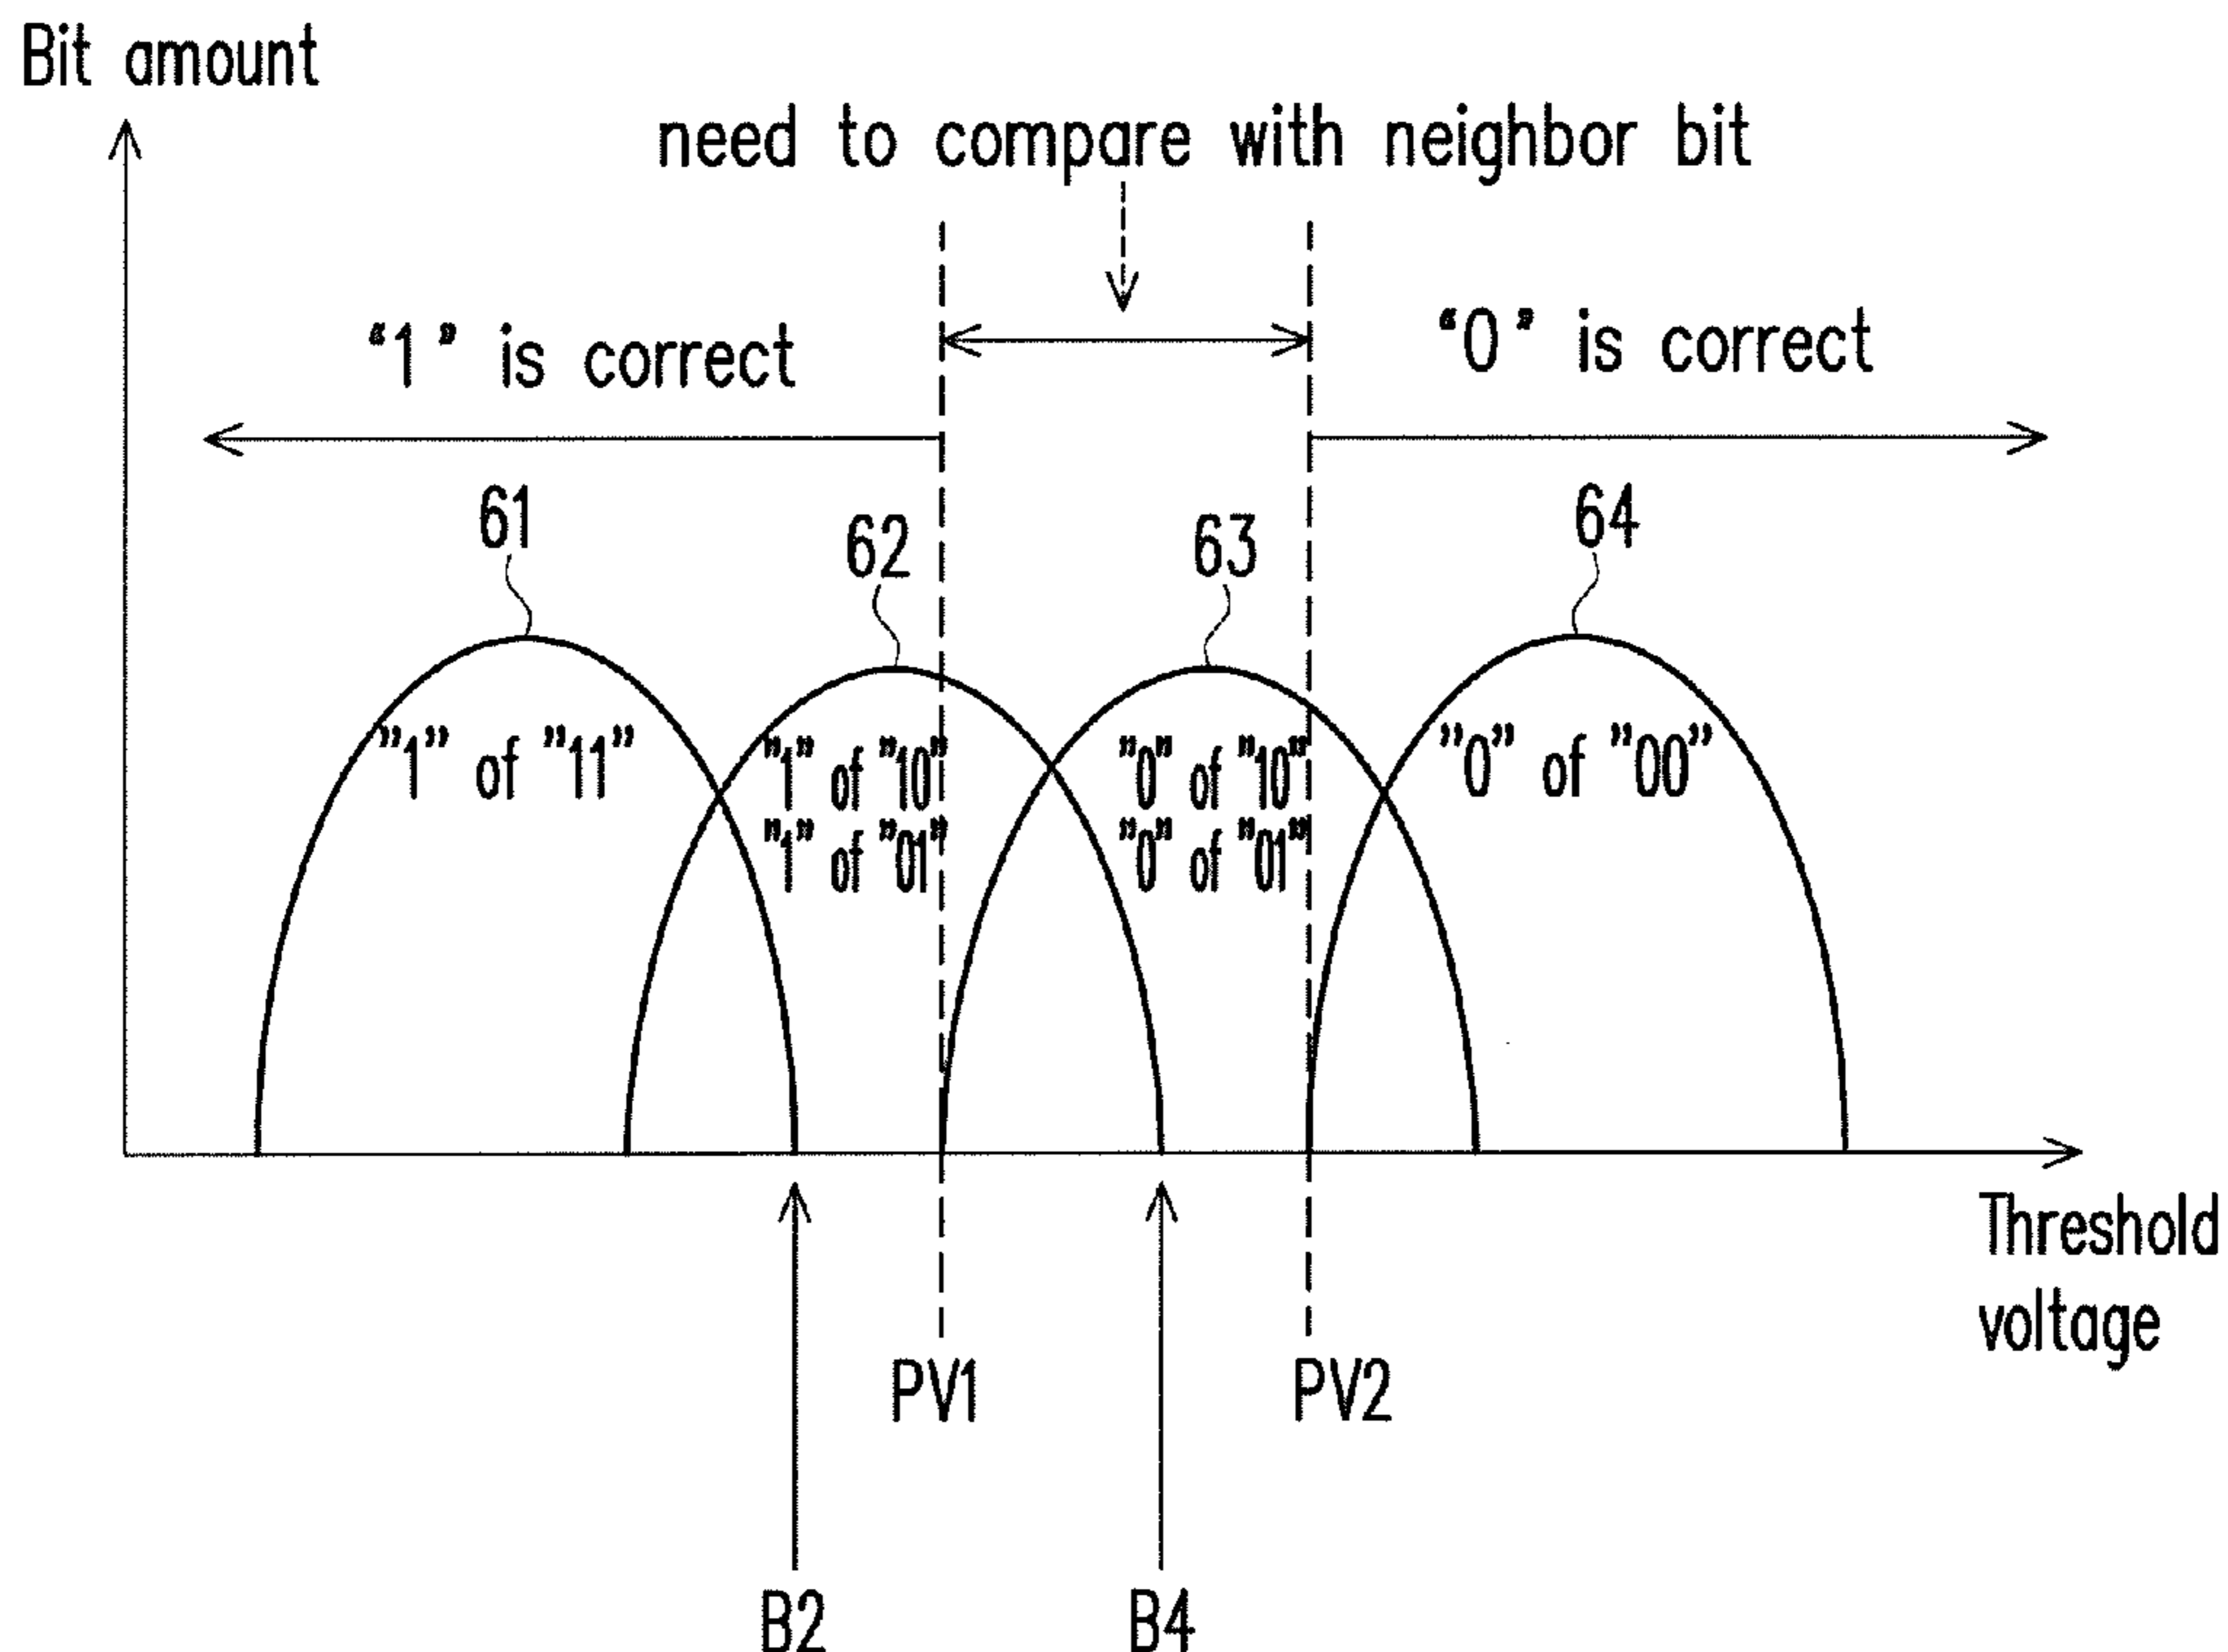 Bit amount
need to compare with neighbor bit
“1” is correct
“0” is correct
61
62
63
64
”1” of ”11”
”1” of ”10”
”1” of ”01”
”0” of ”10”
”0” of ”01”
”0” of ”00”
Threshold
voltage
PV1
PV2
B2
B4